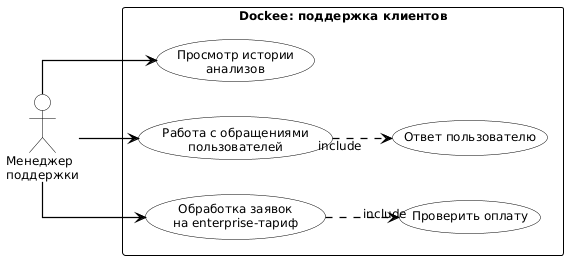 Dockee: поддержка клиентов
Просмотр истории
анализов
Работа с обращениями
пользователей
include
Ответ пользователю
Менеджер
поддержки
Обработка заявок
на enterprise-тариф
include
Проверить оплату